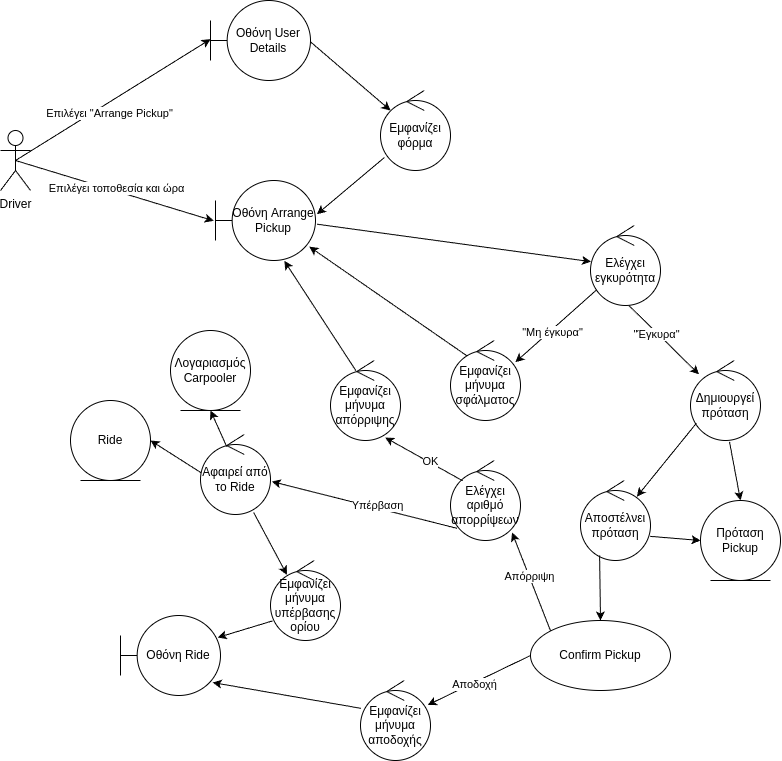 Οθόνη User
Details
Επιλέγει "Arrange Pickup"
Εμφανίζει
φόρμα
Driver
Επιλέγει τοποθεσία και ώρα
Οθόνη Arrange
Pickup
Ελέγχει
εγκυρότητα
"Μη έγκυρα"
"Έγκυρα"
Λογαριασμός
Carpooler
Εμφανίζει
μήνυμα
απόρριψης
Εμφανίζει
μήνυμα
σφάλματος
Δημιουργεί
πρόταση
Ride
Αφαιρεί από
το Ride
OK
Υπέρβαση
Ελέγχει
αριθμό
απορρίψεων
Αποστέλνει
πρόταση
Πρόταση
Pickup
Εμφανίζει
μήνυμα
υπέρβασης
ορίου
Απόρριψη
Οθόνη Ride
Confirm Pickup
Αποδοχή
Εμφανίζει
μήνυμα
αποδοχής